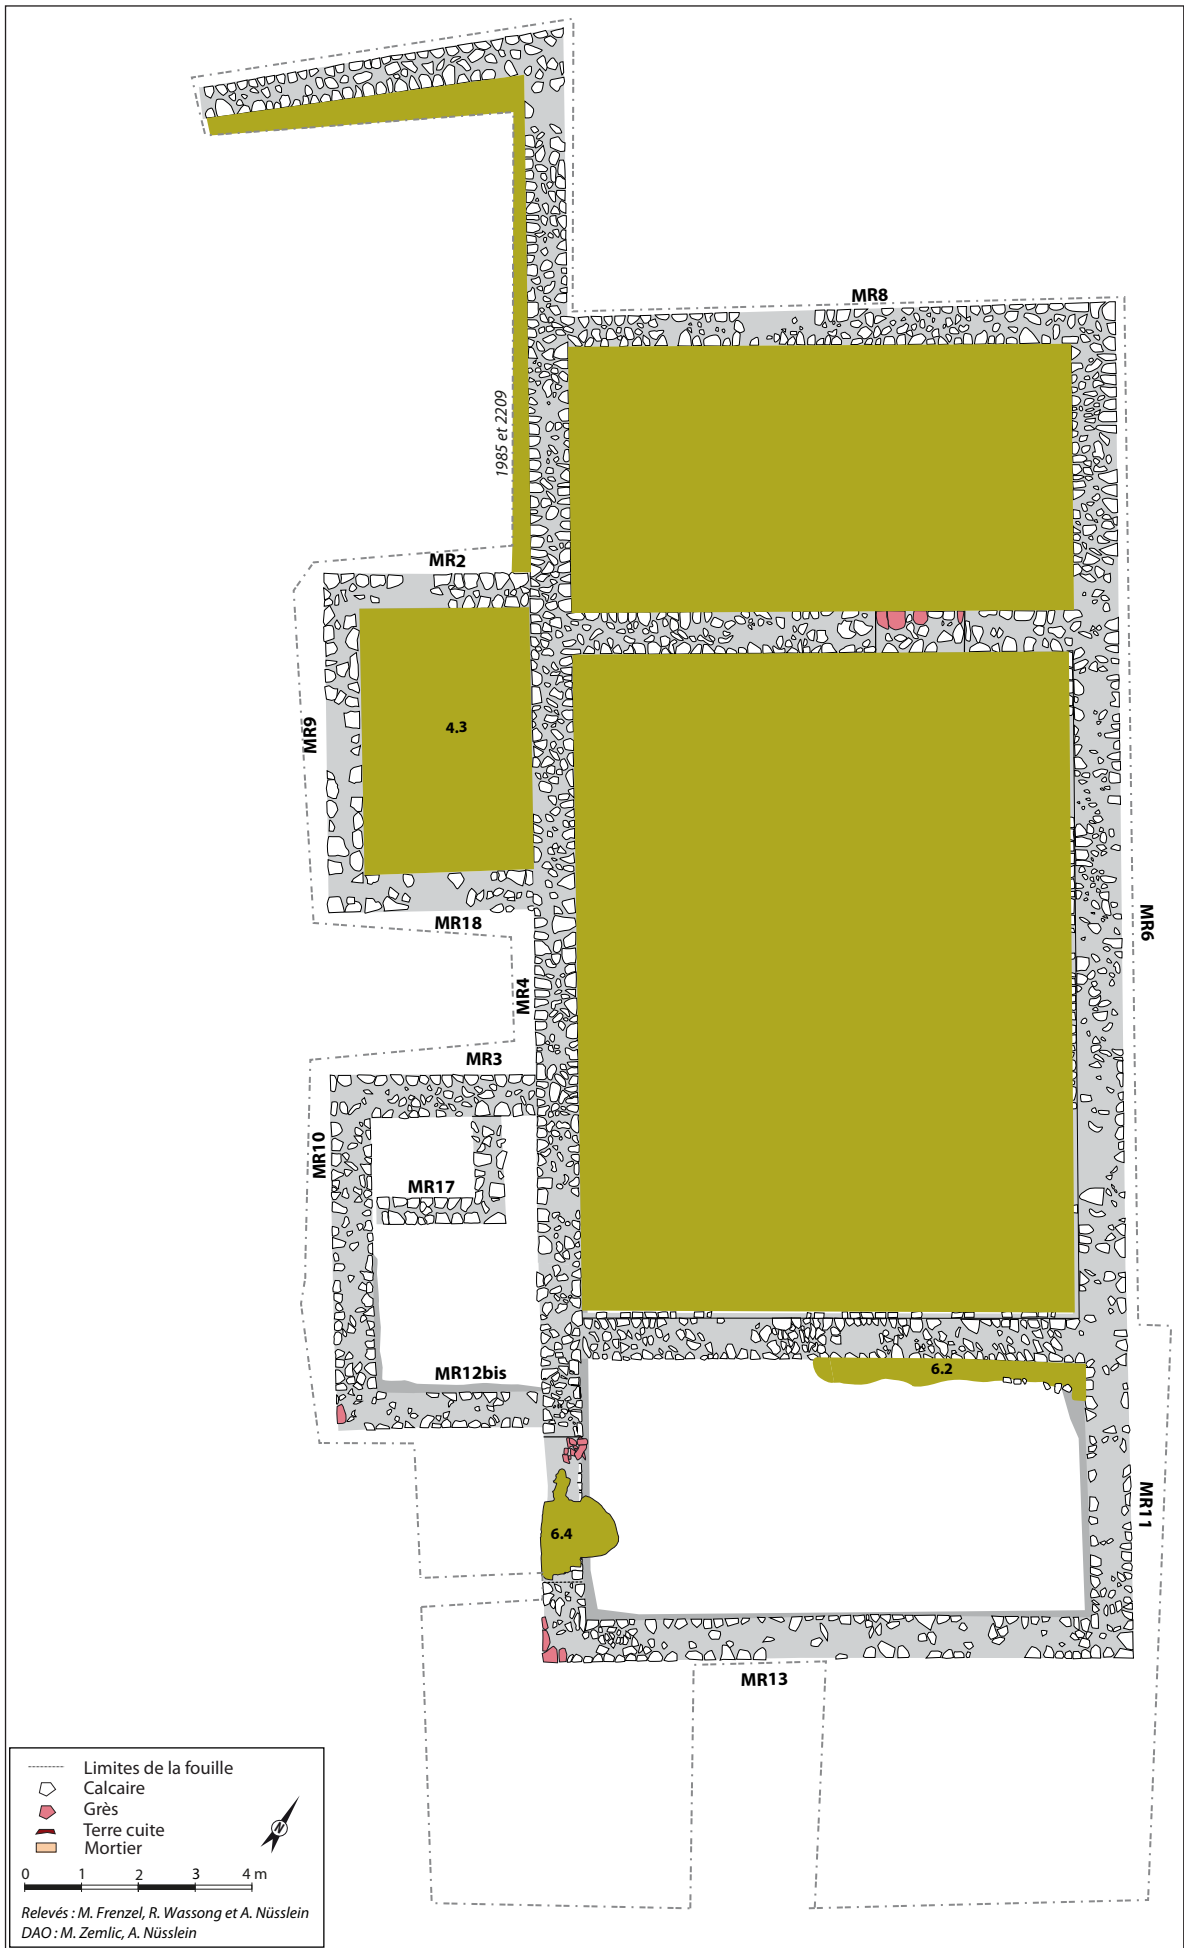 MR8
1985 et 2209
MR2
MR9
4.3
MR18
MR4
MR6
MR3
MR10
MR17
MR12bis
6.2
6.4
MR11
MR13
Limites de la fouille
Calcaire
Grès
Terre cuite
Mortier
N
0 1 2 3 4 m
Relevés : M. Frenzel, R. Wassong et A. Nüsslein
DAO : M. Zemlic, A. Nüsslein